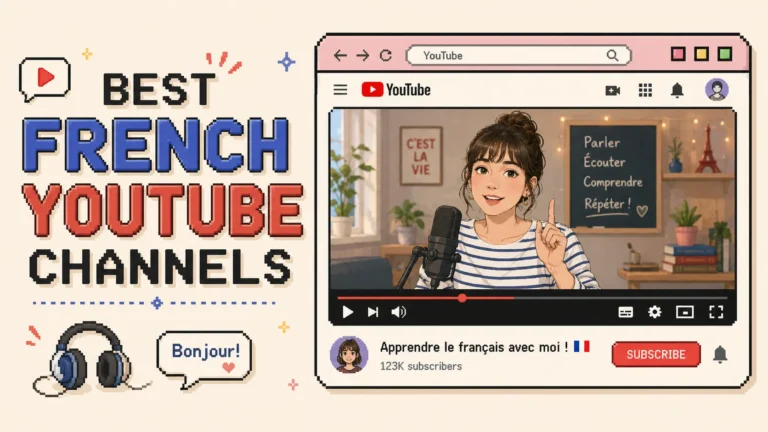 BEST
FRENCH
YOUTUBE
CHANNELS
Bonjour!
YouTube
YouTube
C'EST
LA
VIE
Parler
Écouter
Comprendre
Répéter !
Apprendre le français avec moi !
123K subscribers
SUBSCRIBE